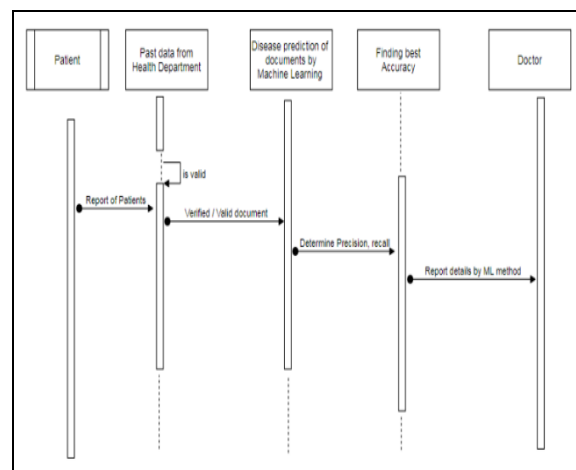 Patient
Past data from
Health Department
Disease prediction of
documents by
Machine Learning
Finding best
Accuracy
Doctor
is valid
Report of Patients
Verified / Valid document
Determine Precision, recall
Report details by ML method